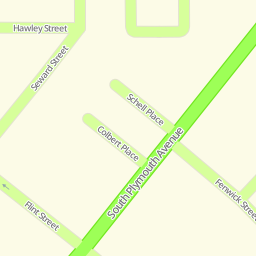 Hawley Street
Seward Street
Schell Place
Colbert Place
South Plymouth Avenue
Fenwick Street
Flint Street